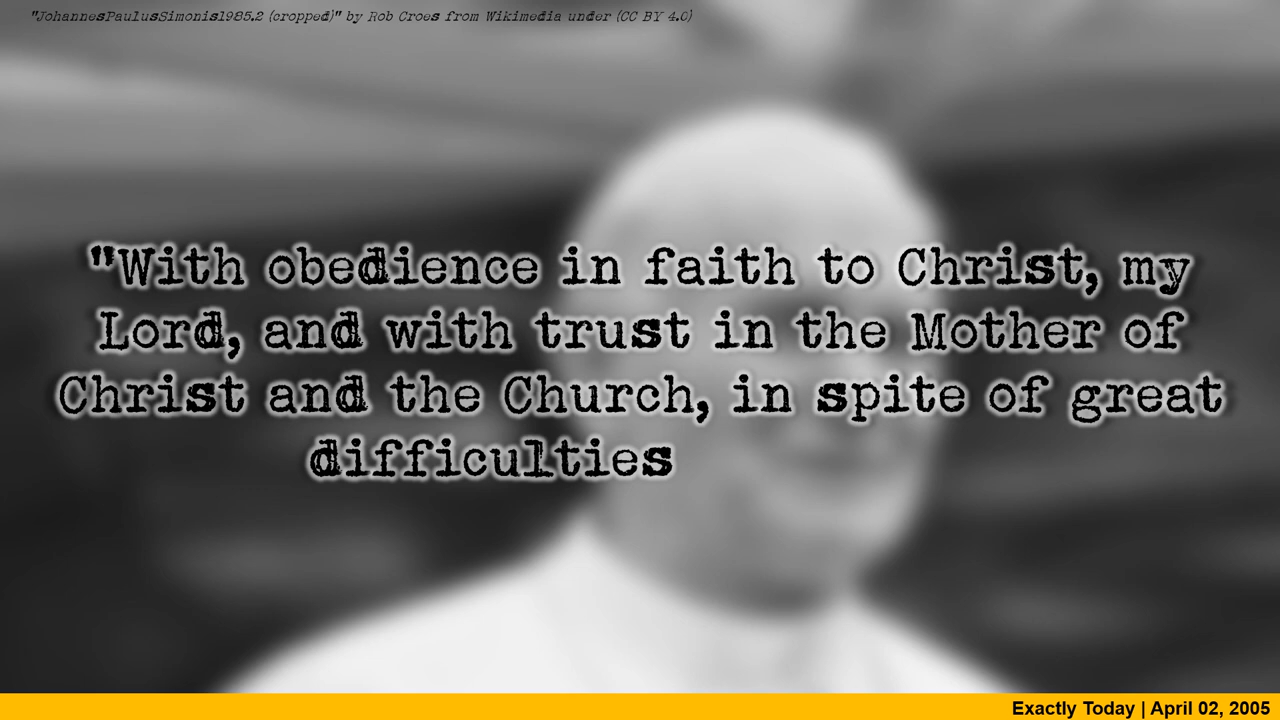 "JohannesPaulusSimonis1985.2 (cropped)" by Rob Croes from Wikimedia under (CC BY 4.0)
"With obedience in faith to Christ, my
Lord, and with trust in the Mother of
Christ and the Church, in spite of great
difficulties
Exactly Today | April 02, 2005